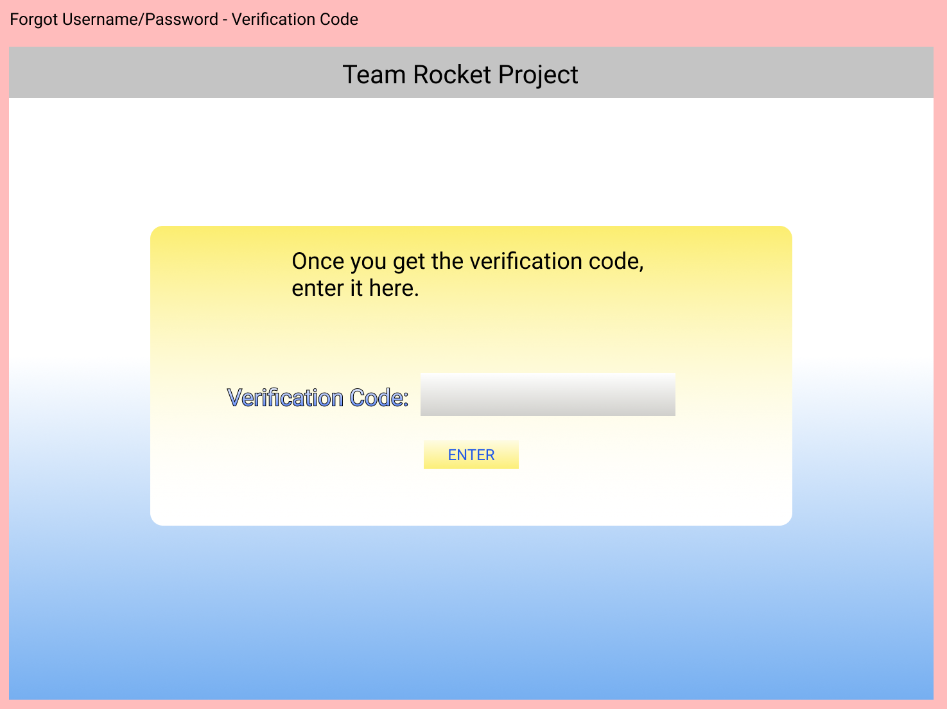 Forgot Username/Password - Verification Code
Team Rocket Project
Once you get the verification code,
enter it here.
Verification Code:
ENTER